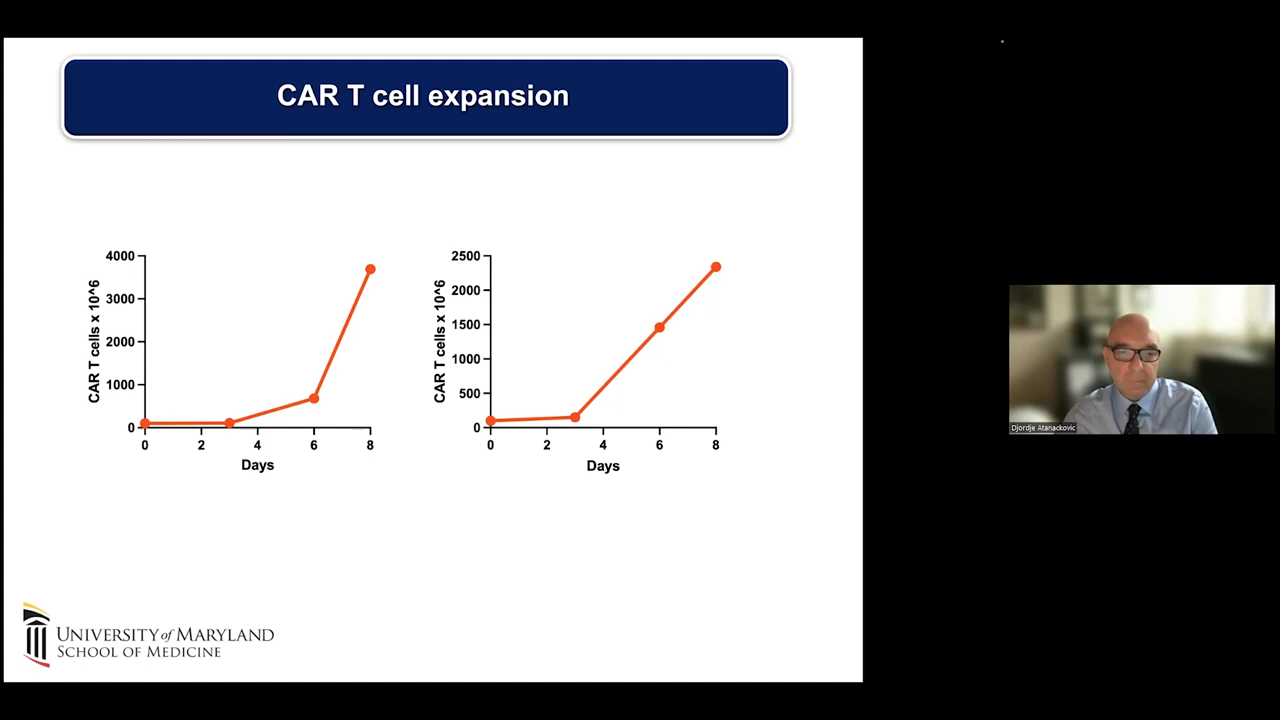 CAR T cell expansion
CAR T cells x 10^6
4000
3000
2000
1000
0
0 2 4 6 8
Days
CAR T cells x 10^6
2500
2000
1500
1000
500
0
0 2 4 6 8
Days
UNIVERSITY of MARYLAND
SCHOOL OF MEDICINE
Djordje Atanackovic